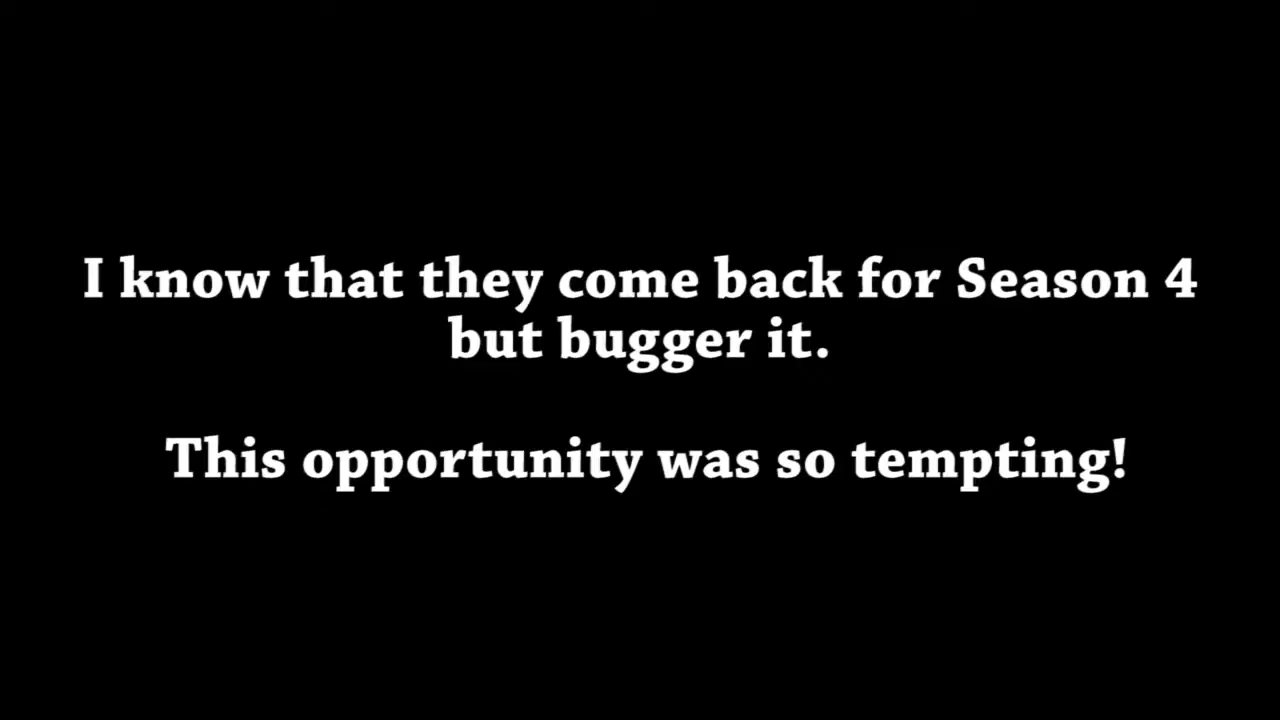 I know that they come back for Season 4
but bugger it.
This opportunity was so tempting!